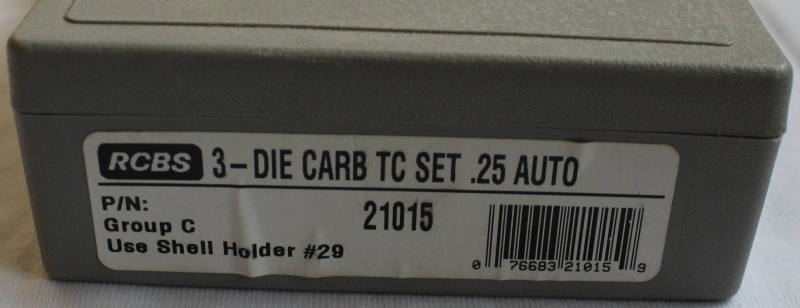 RCBS 3-DIE CARB TC SET .25 AUTO
P/N: 21015
Group C
Use Shell Holder #29
0 76683 21015 9